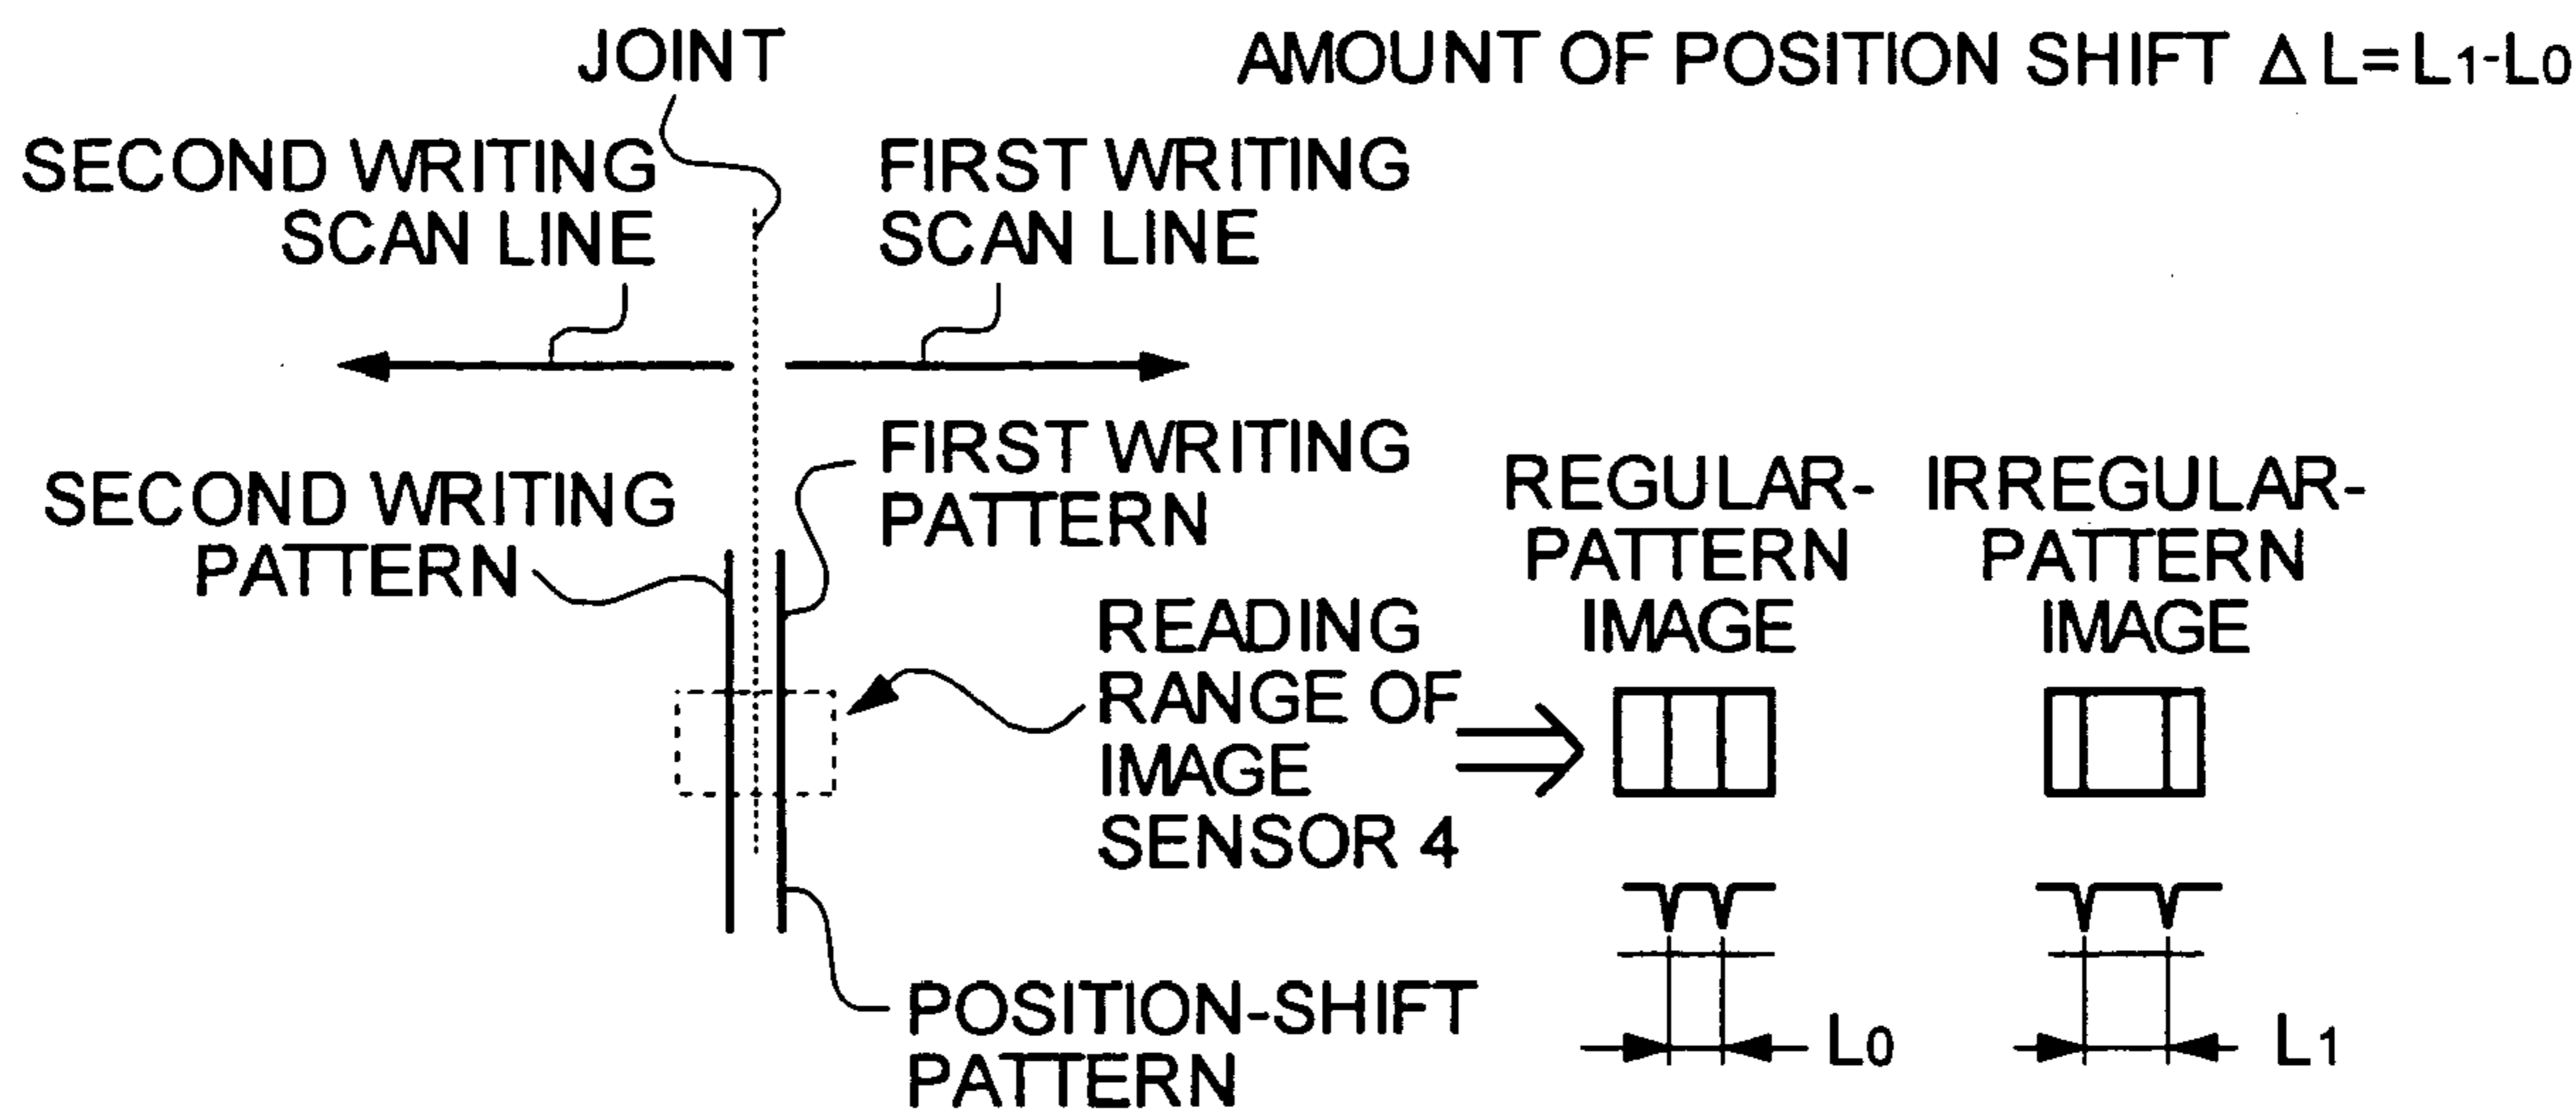 JOINT
AMOUNT OF POSITION SHIFT Δ L=L1-L0
SECOND WRITING
SCAN LINE
FIRST WRITING
SCAN LINE
FIRST WRITING
PATTERN
SECOND WRITING
PATTERN
READING
RANGE OF
IMAGE
SENSOR 4
REGULAR-
PATTERN
IMAGE
IRREGULAR-
PATTERN
IMAGE
POSITION-SHIFT
PATTERN
L0
L1